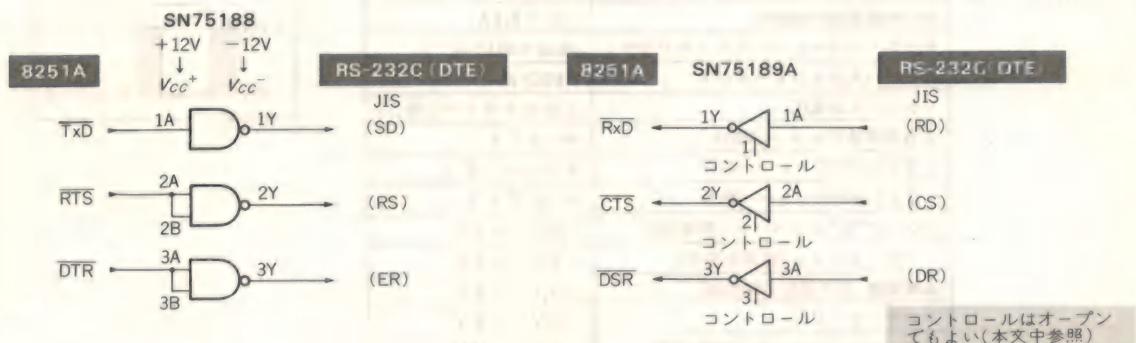 SN75188
+12V −12V
↓ ↓
8251A Vcc⁺ Vcc⁻ RS-232C (DTE)
JIS
TxD 1A 1Y (SD)
RTS 2A 2Y (RS)
2B
DTR 3A 3Y (ER)
3B
8251A SN75189A RS-232C (DTE)
JIS
RxD 1Y 1A (RD)
1
コントロール
CTS 2Y 2A (CS)
2
コントロール
DSR 3Y 3A (DR)
3
コントロール
コントロールはオープン
でもよい(本文中参照)